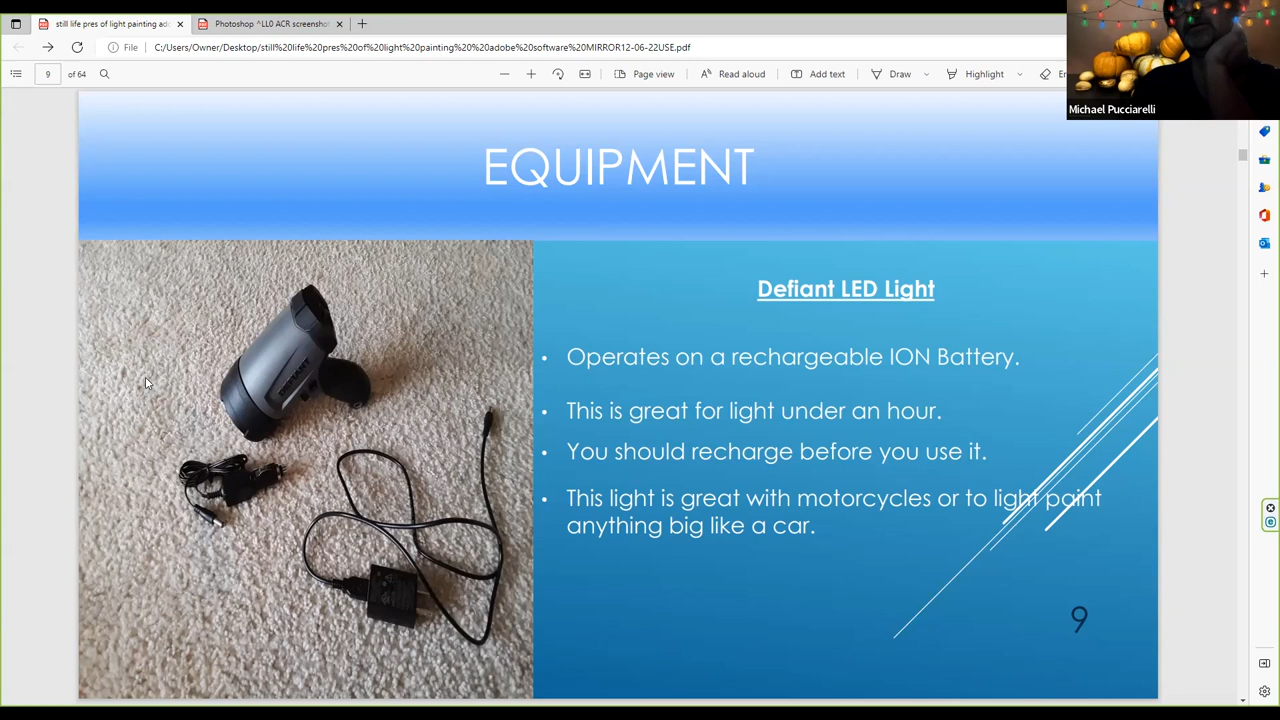 still life pres of light painting ado
Photoshop ^LL0 ACR screenshot
File
C:/Users/Owner/Desktop/still%20life%20pres%20of%20light%20painting%20%20adobe%20software%20MIRROR12-06-22USE.pdf
9 of 64
Page view
Read aloud
Add text
Draw
Highlight
Michael Pucciarelli
EQUIPMENT
DEFIANT
Defiant LED Light
• Operates on a rechargeable ION Battery.
• This is great for light under an hour.
• You should recharge before you use it.
• This light is great with motorcycles or to light paint
anything big like a car.
9